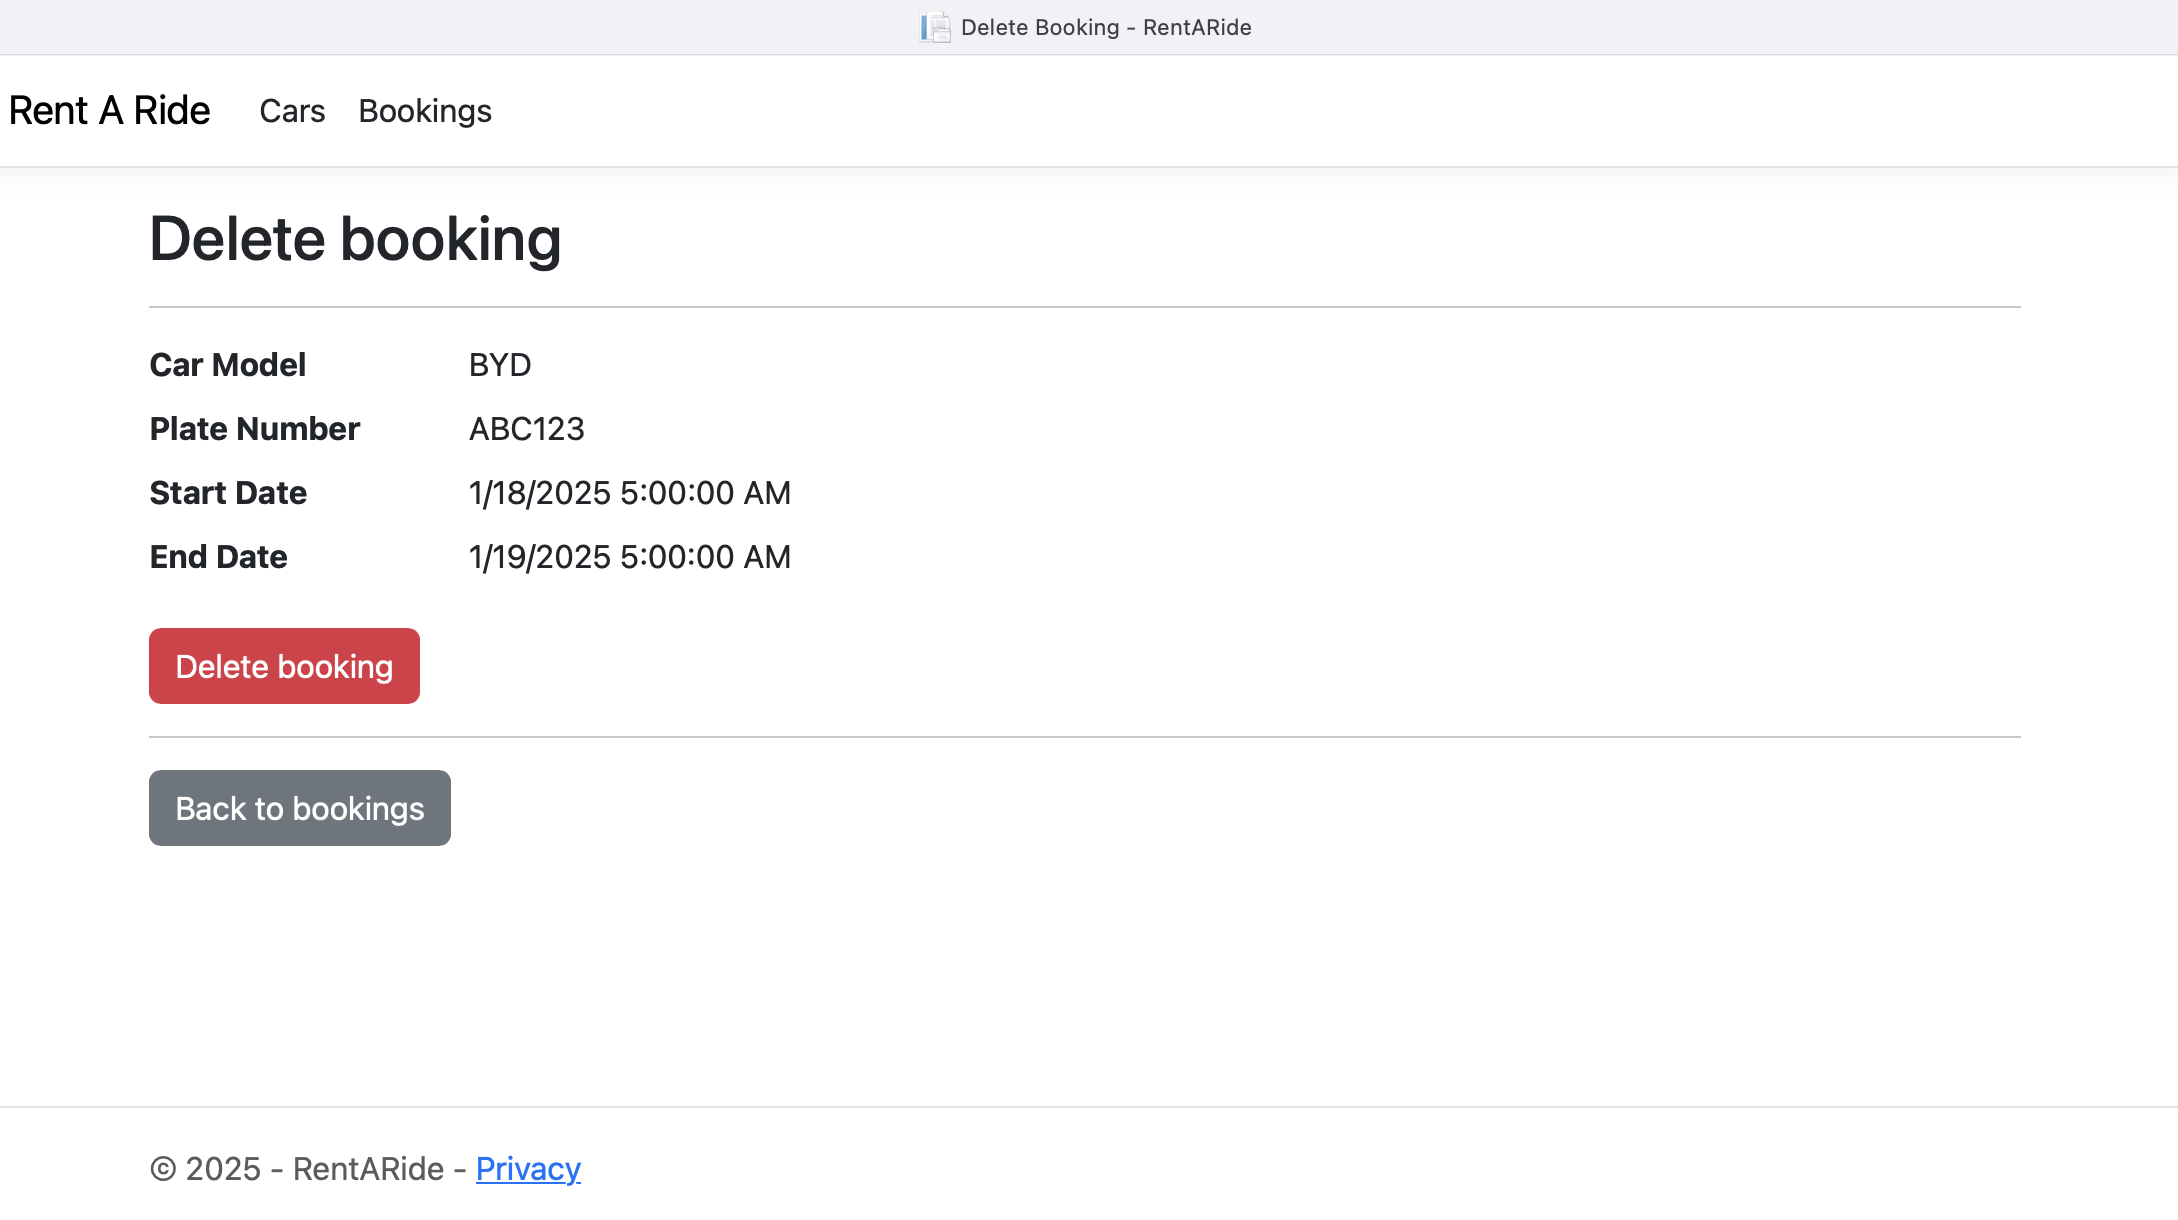 Delete Booking - RentARide
Rent A Ride Cars Bookings
Delete booking
Car Model BYD
Plate Number ABC123
Start Date 1/18/2025 5:00:00 AM
End Date 1/19/2025 5:00:00 AM
Delete booking
Back to bookings
© 2025 - RentARide - Privacy